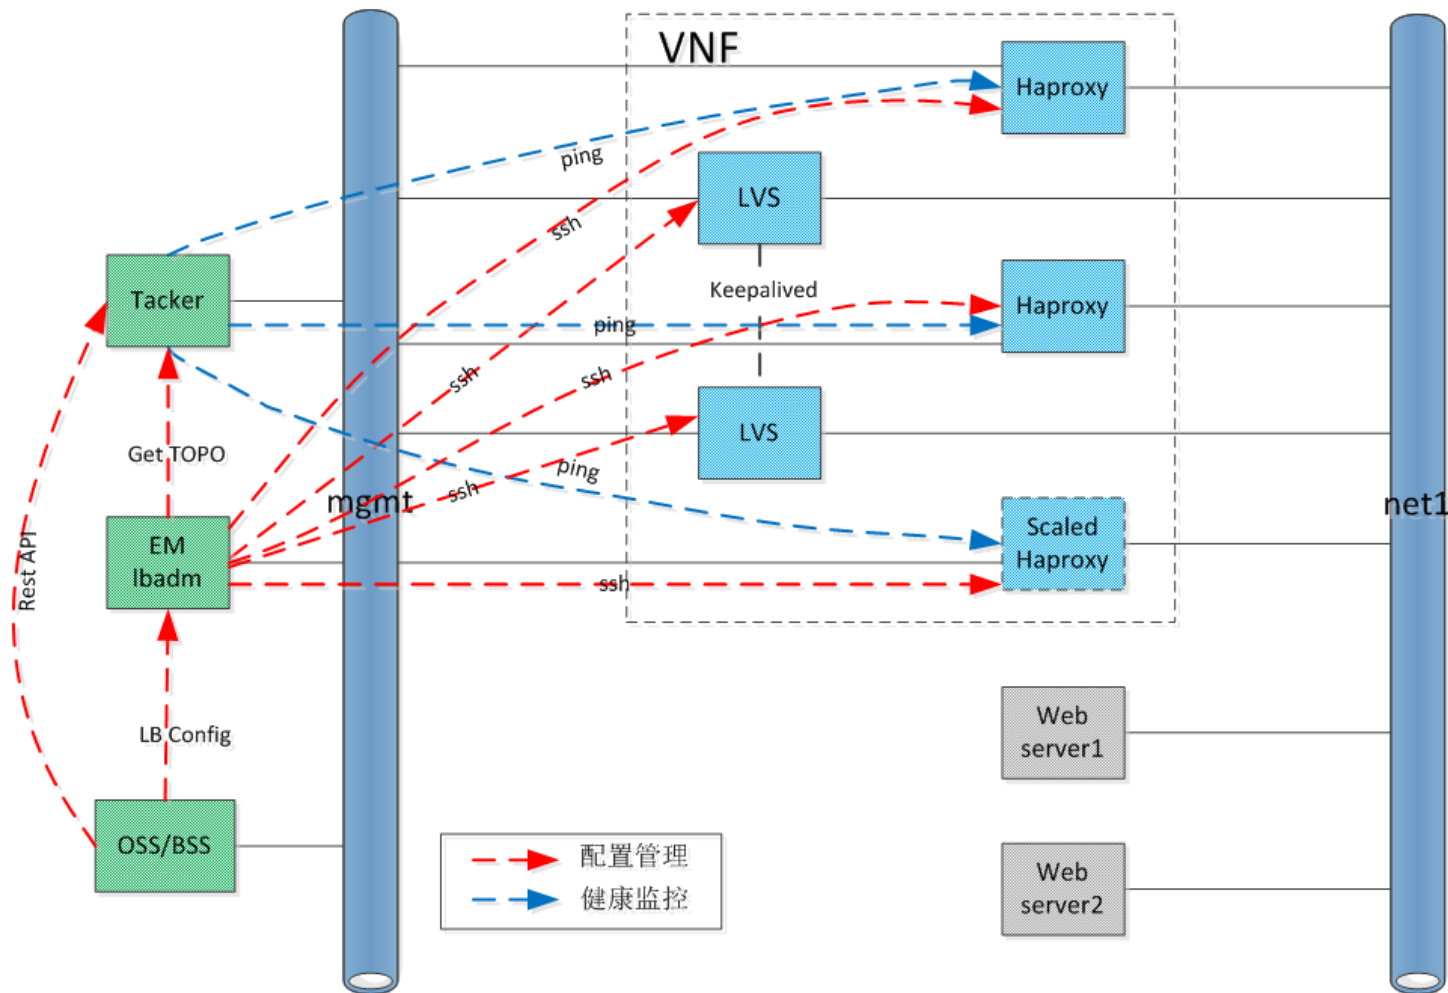 VNF
Haproxy
ping
LVS
ssh
Tacker
Keepalived
Haproxy
ping
ssh
ssh
LVS
Get TOPO
ping
ssh
mgmt
net1
Scaled
Haproxy
EM
lbadm
Rest API
ssh
Web
server1
LB Config
OSS/BSS
配置管理
健康监控
Web
server2